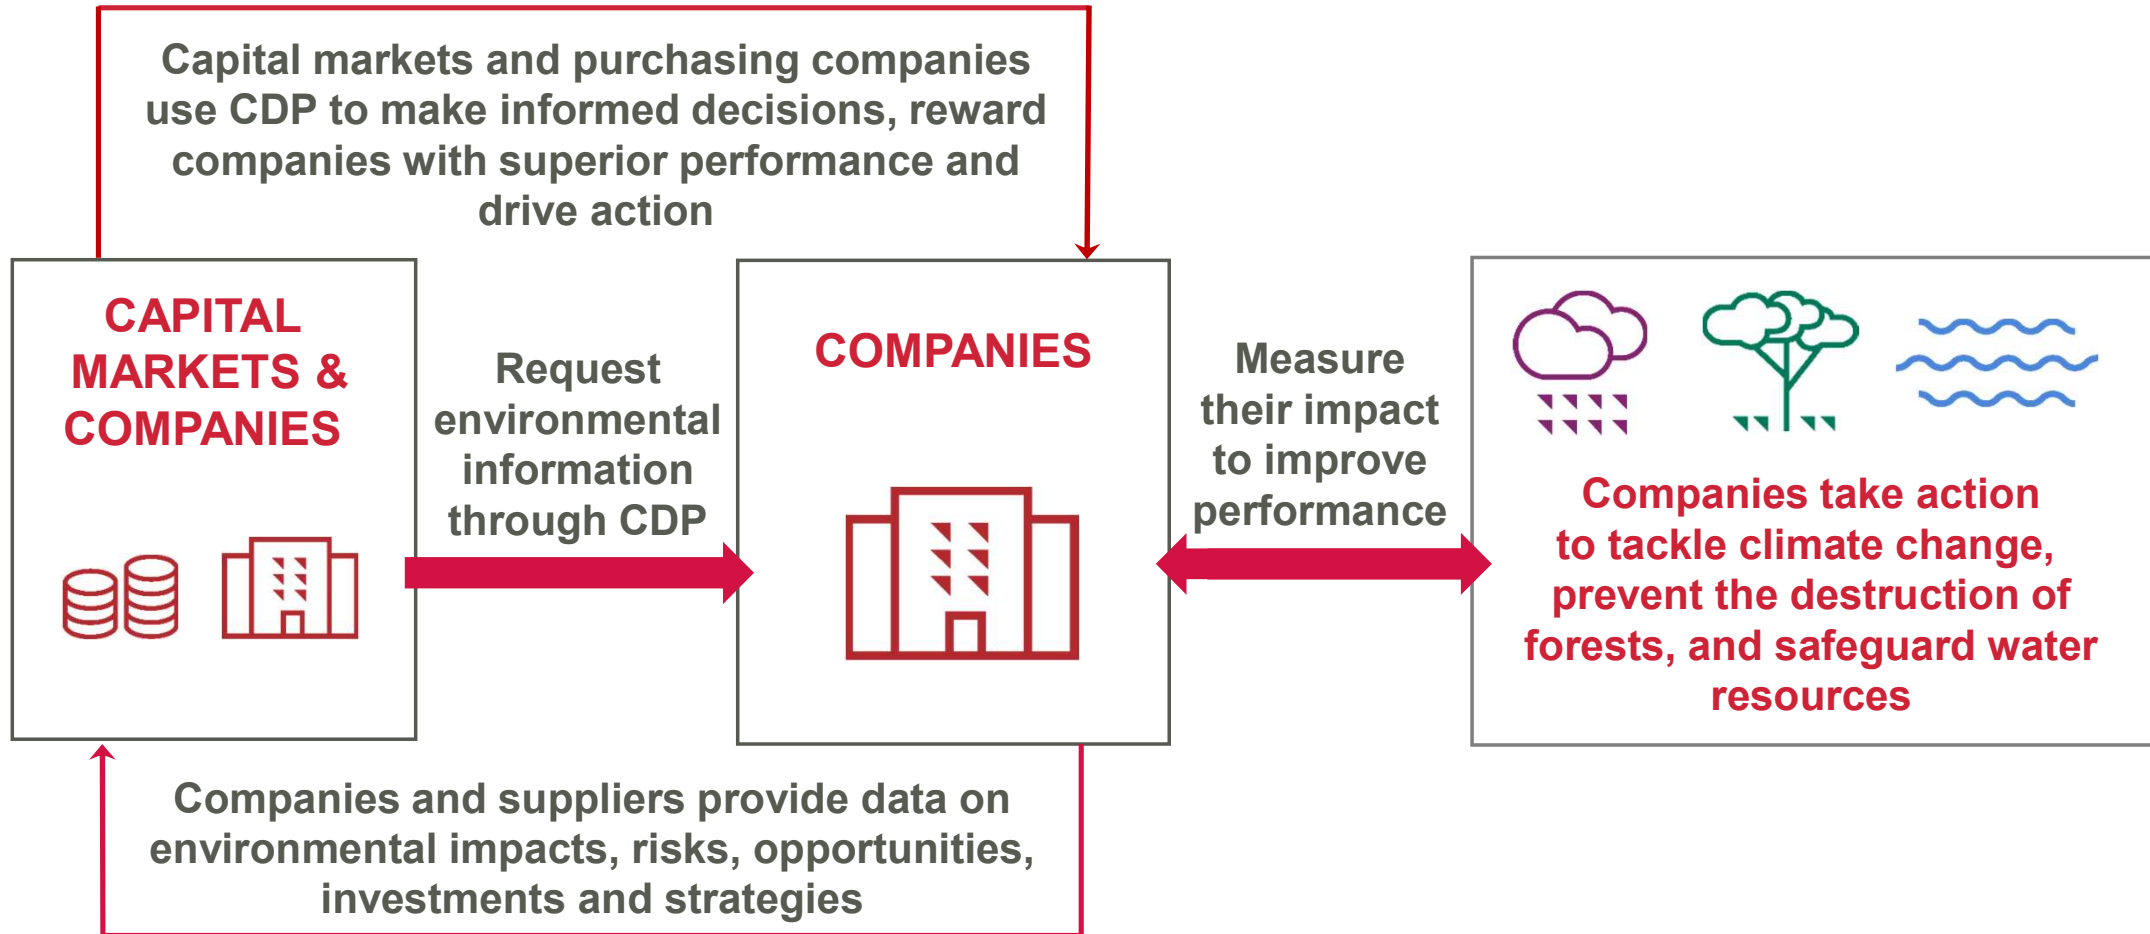 Capital markets and purchasing companies
use CDP to make informed decisions, reward
companies with superior performance and
drive action
CAPITAL
MARKETS &
COMPANIES
Request
environmental
information
through CDP
COMPANIES
Measure
their impact
to improve
performance
Companies take action
to tackle climate change,
prevent the destruction of
forests, and safeguard water
resources
Companies and suppliers provide data on
environmental impacts, risks, opportunities,
investments and strategies